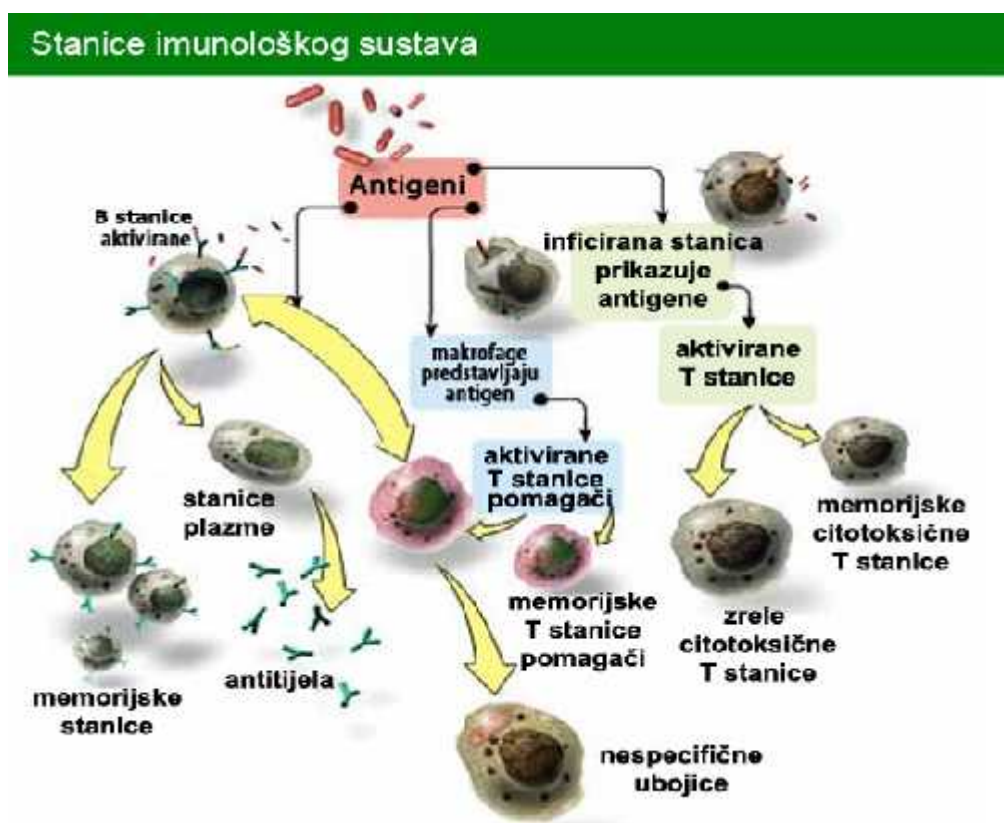 Stanice imunološkog sustava
Antigeni
B stanice
aktivirane
inficirana stanica
prikazuje
antigene
makrofage
predstavljaju
antigen
aktivirane
T stanice
aktivirane
T stanice
pomagači
stanice
plazme
memorijske
citotoksične
T stanice
memorijske
T stanice
pomagači
zrele
citotoksične
T stanice
antitijela
memorijske
stanice
nespecifične
ubojice